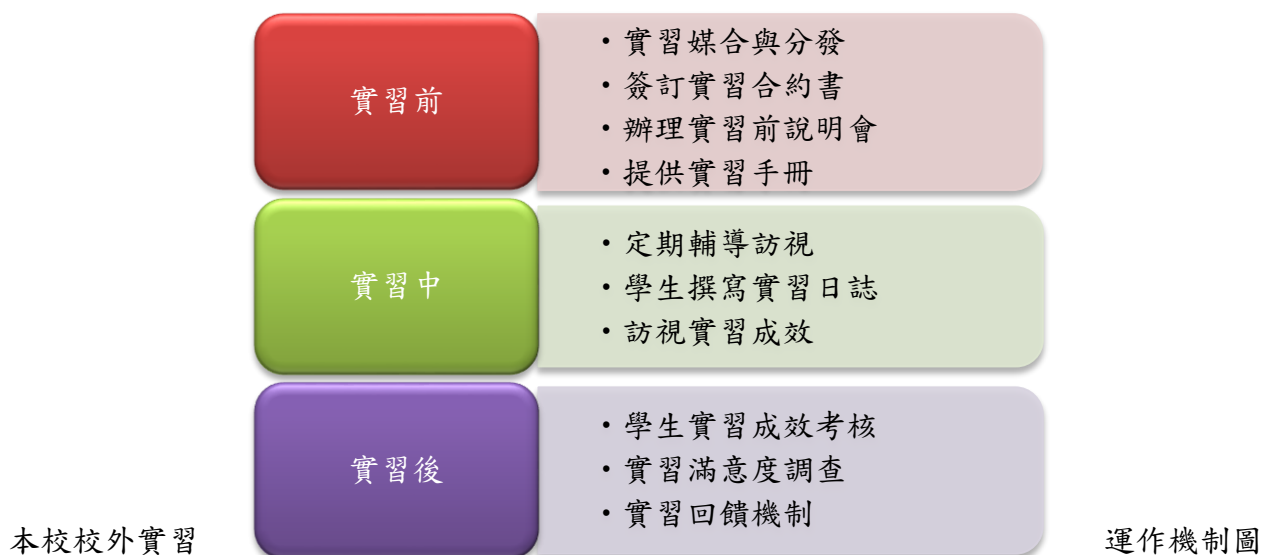 實習前
・實習媒合與分發
・簽訂實習合約書
・辦理實習前說明會
・提供實習手冊
實習中
・定期輔導訪視
・學生撰寫實習日誌
・訪視實習成效
實習後
・學生實習成效考核
・實習滿意度調查
・實習回饋機制
本校校外實習 運作機制圖